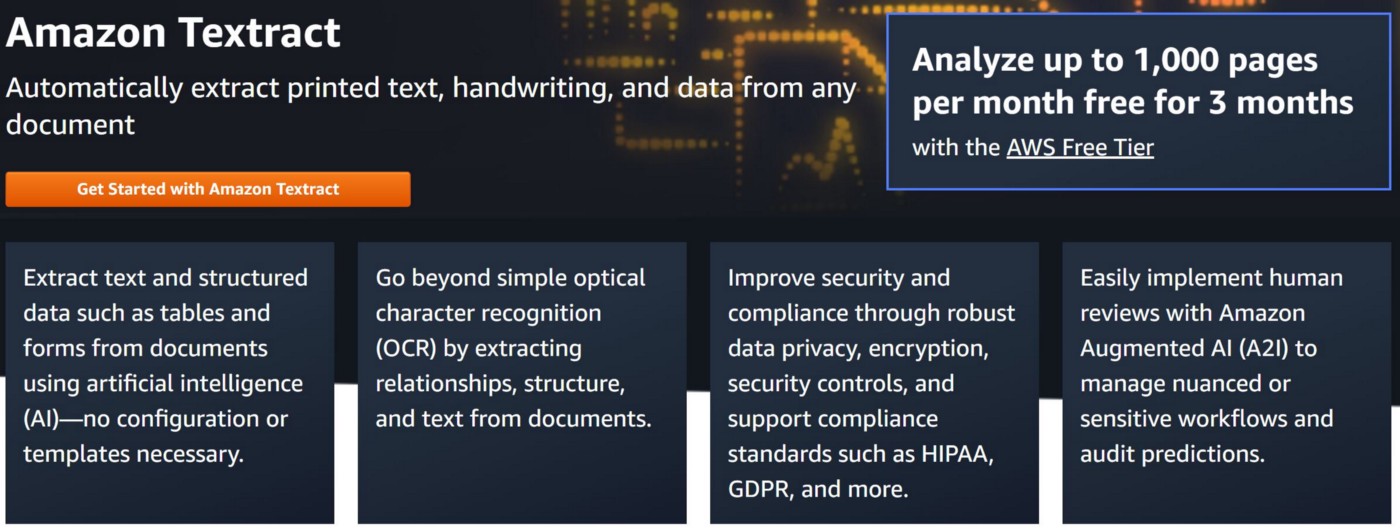 Amazon Textract
Automatically extract printed text, handwriting, and data from any
document
Get Started with Amazon Textract
Analyze up to 1,000 pages
per month free for 3 months
with the AWS Free Tier
Extract text and structured
data such as tables and
forms from documents
using artificial intelligence
(AI)—no configuration or
templates necessary.
Go beyond simple optical
character recognition
(OCR) by extracting
relationships, structure,
and text from documents.
Improve security and
compliance through robust
data privacy, encryption,
security controls, and
support compliance
standards such as HIPAA,
GDPR, and more.
Easily implement human
reviews with Amazon
Augmented AI (A2I) to
manage nuanced or
sensitive workflows and
audit predictions.